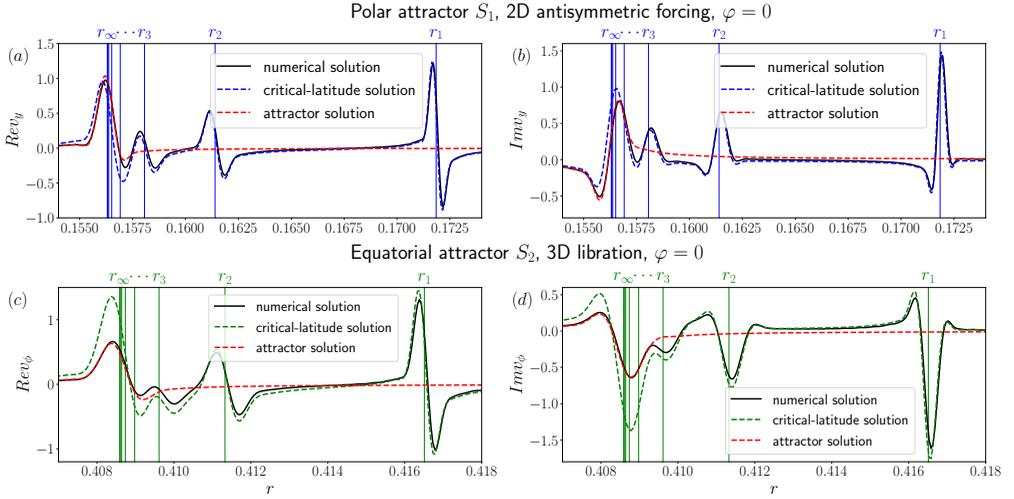 Polar attractor S₁, 2D antisymmetric forcing, φ = 0
(a)
r∞ ··· r₃ r₂ r₁
numerical solution
critical-latitude solution
attractor solution
Rev_y
1.5
1.0
0.5
0.0
−0.5
−1.0
0.1550 0.1575 0.1600 0.1625 0.1650 0.1675 0.1700 0.1725
(b)
r∞ ··· r₃ r₂ r₁
numerical solution
critical-latitude solution
attractor solution
Imv_y
1.5
1.0
0.5
0.0
−0.5
0.1550 0.1575 0.1600 0.1625 0.1650 0.1675 0.1700 0.1725
Equatorial attractor S₂, 3D libration, φ = 0
(c)
r∞ ··· r₃ r₂ r₁
numerical solution
critical-latitude solution
attractor solution
Rev_ϕ
1
0
−1
0.408 0.410 0.412 0.414 0.416 0.418
r
(d)
r∞ ··· r₃ r₂ r₁
numerical solution
critical-latitude solution
attractor solution
Imv_ϕ
0.5
0.0
−0.5
−1.0
−1.5
0.408 0.410 0.412 0.414 0.416 0.418
r